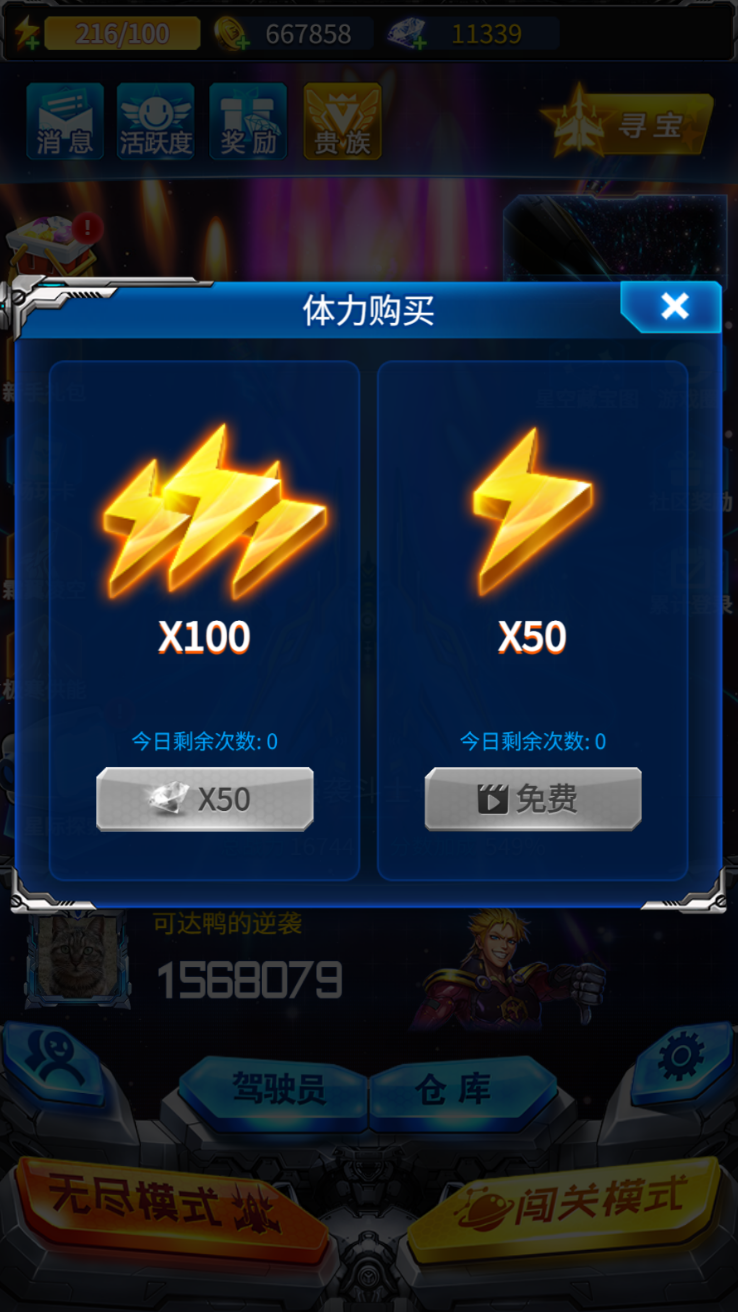 216/100
667858
11339
消息
活跃度
奖励
贵族
寻宝
体力购买
X100
X50
今日剩余次数: 0
今日剩余次数: 0
X50
免费
可达鸭的逆袭
1568079
驾驶员
仓库
无尽模式
闯关模式